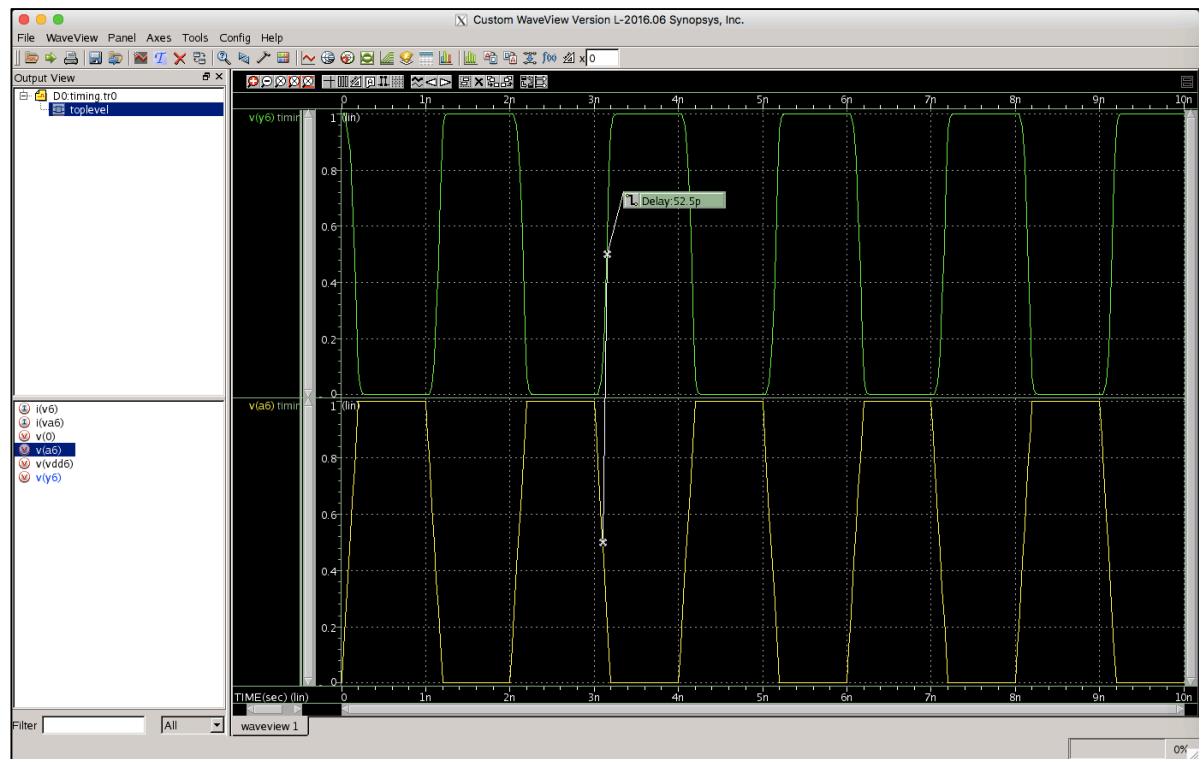 Custom WaveView Version L-2016.06 Synopsys, Inc.
File WaveView Panel Axes Tools Config Help
x 0
Output View
D0:timing.tr0
toplevel
0 1n 2n 3n 4n 5n 6n 7n 8n 9n 10n
v(y6) timin
1 (lin)
0.8
Delay:52.5p
0.6
0.4
0.2
0
v(a6) timin
1 (lin)
0.8
0.6
0.4
0.2
0
i(v6)
i(va6)
v(0)
v(a6)
v(vdd6)
v(y6)
TIME(sec) (lin) 0 1n 2n 3n 4n 5n 6n 7n 8n 9n 10n
Filter All
waveview 1
0%